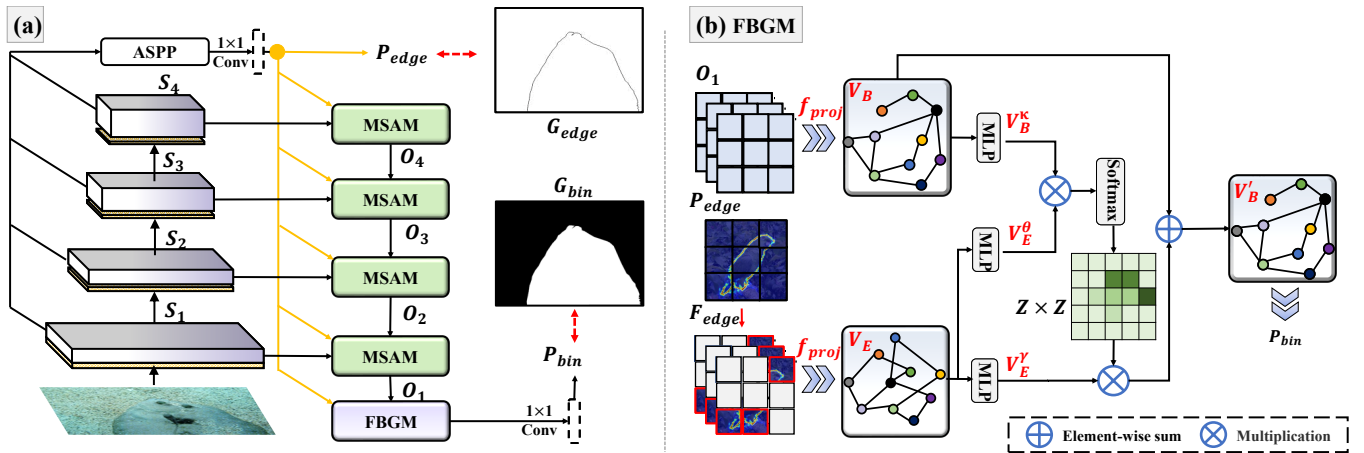 (a)
ASPP
1×1
Conv
P_edge
G_edge
S_4
MSAM
O_4
S_3
MSAM
G_bin
O_3
S_2
MSAM
O_2
S_1
MSAM
P_bin
O_1
FBGM
1×1
Conv
(b) FBGM
O_1
f_proj
V_B
MLP
V_B^κ
Softmax
P_edge
V'_B
MLP
V_E^θ
Z × Z
F_edge
f_proj
V_E
MLP
V_E^γ
P_bin
Element-wise sum
Multiplication